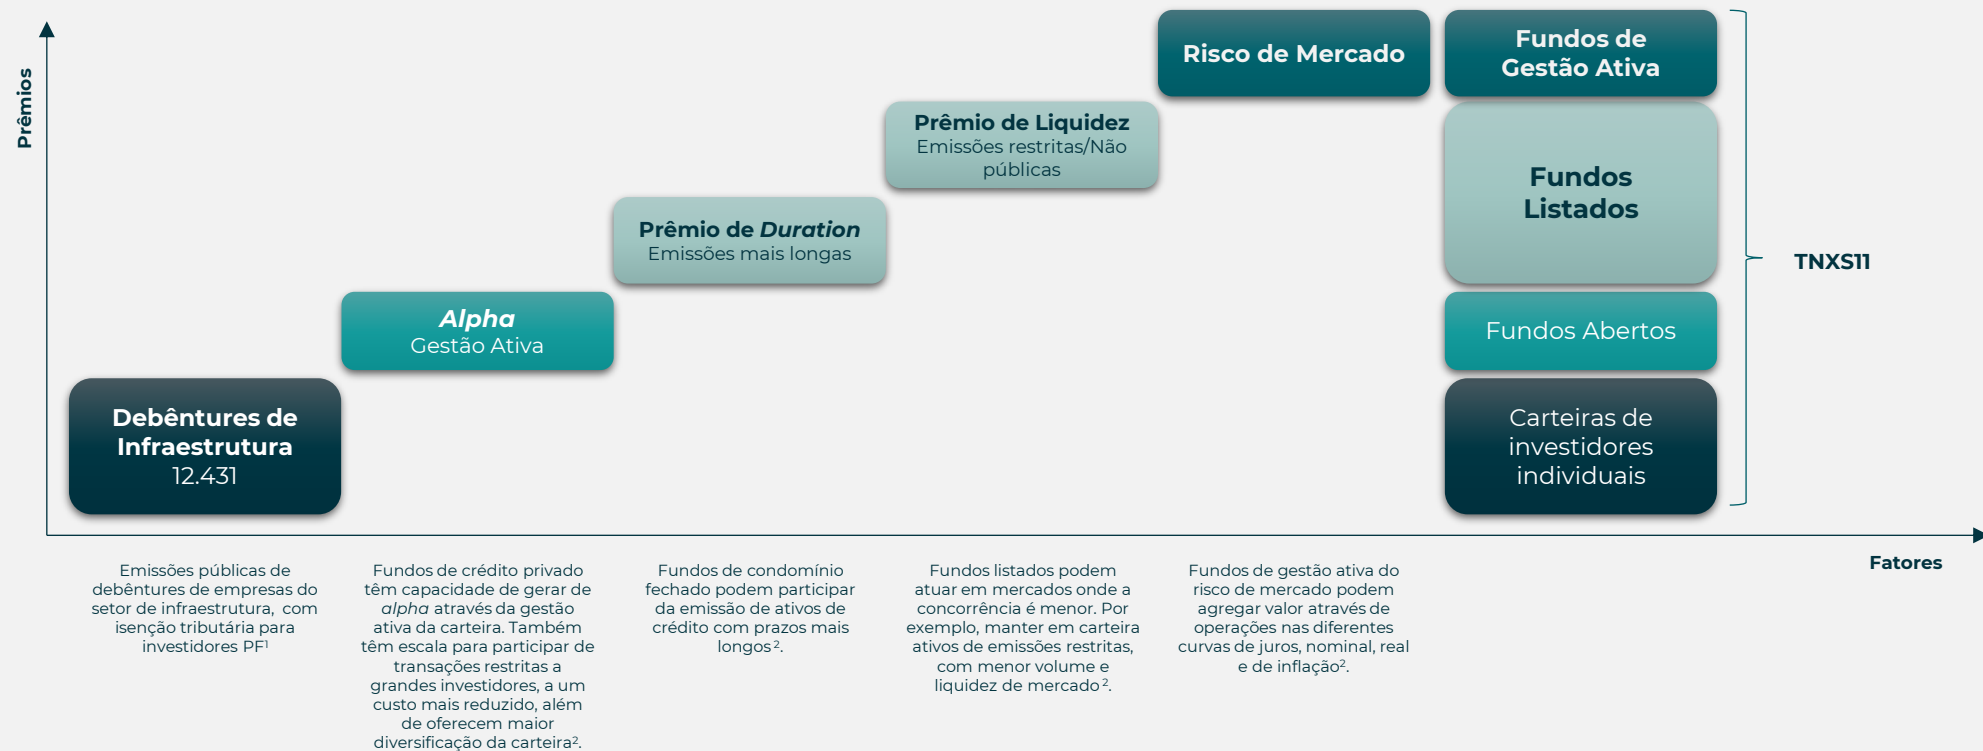 Prêmios
Risco de Mercado
Fundos de
Gestão Ativa
Prêmio de Liquidez
Emissões restritas/Não
públicas
Fundos
Listados
Prêmio de Duration
Emissões mais longas
TNXS11
Alpha
Gestão Ativa
Fundos Abertos
Debêntures de
Infraestrutura
12.431
Carteiras de
investidores
individuais
Fatores
Emissões públicas de
debêntures de empresas do
setor de infraestrutura, com
isenção tributária para
investidores PF¹
Fundos de crédito privado
têm capacidade de gerar de
alpha através da gestão
ativa da carteira. Também
têm escala para participar de
transações restritas a
grandes investidores, a um
custo mais reduzido, além
de oferecem maior
diversificação da carteira².
Fundos de condomínio
fechado podem participar
da emissão de ativos de
crédito com prazos mais
longos².
Fundos listados podem
atuar em mercados onde a
concorrência é menor. Por
exemplo, manter em carteira
ativos de emissões restritas,
com menor volume e
liquidez de mercado².
Fundos de gestão ativa do
risco de mercado podem
agregar valor através de
operações nas diferentes
curvas de juros, nominal, real
e de inflação².